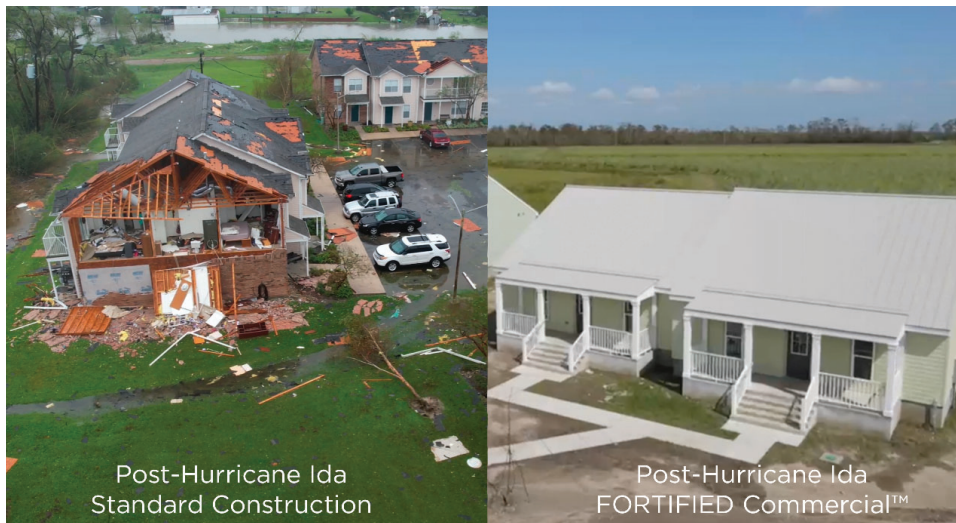 Post-Hurricane Ida
Standard Construction
Post-Hurricane Ida
FORTIFIED Commercial™